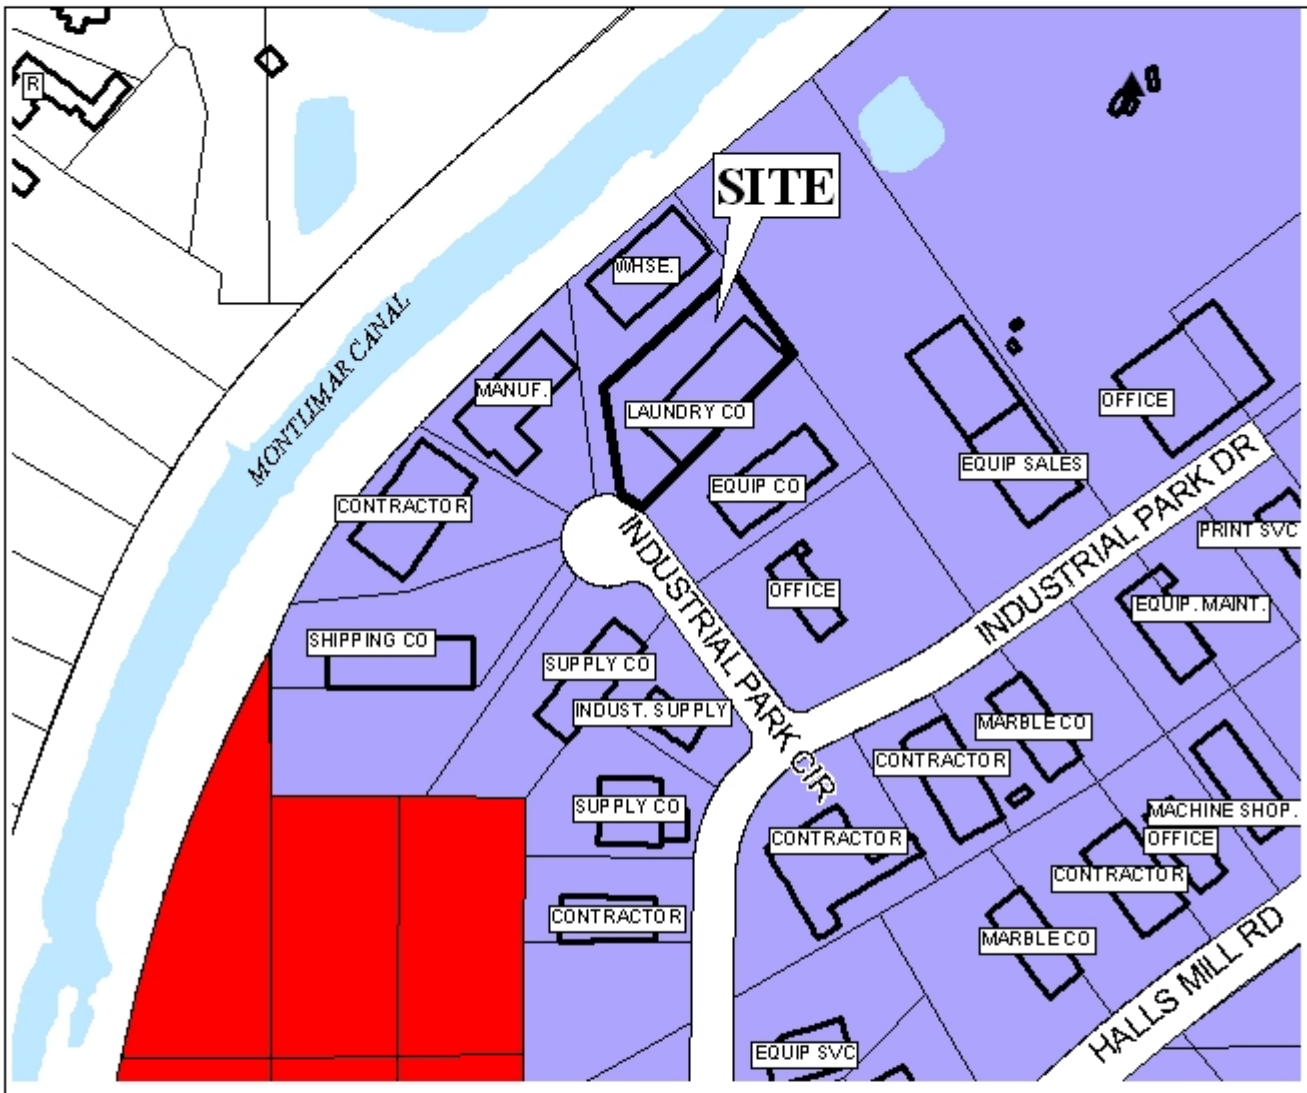 R
SITE
WHSE.
MONTLIMAR CANAL
MANUF.
LAUNDRY CO
OFFICE
EQUIP SALES
EQUIP CO
CONTRACTOR
INDUSTRIAL PARK DR
PRINT SVC
OFFICE
EQUIP. MAINT.
INDUSTRIAL PARK CIR
SHIPPING CO
SUPPLY CO
INDUST. SUPPLY
MARBLE CO
CONTRACTOR
SUPPLY CO
CONTRACTOR
MACHINE SHOP.
OFFICE
CONTRACTOR
CONTRACTOR
MARBLE CO
HALLS MILL RD
EQUIP SVC